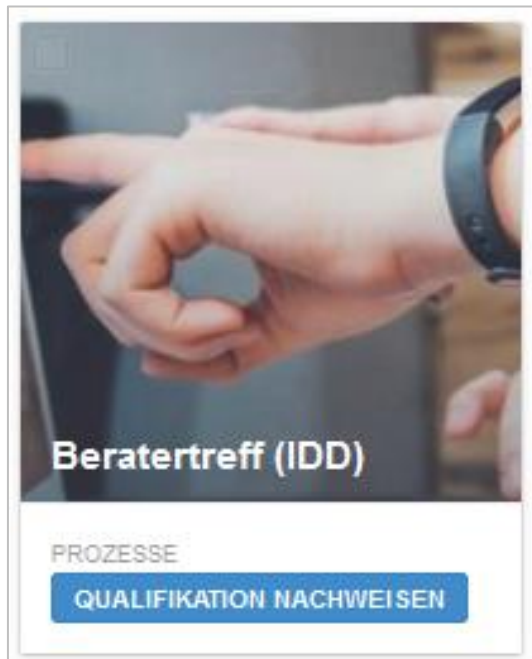 Beratertreff (IDD)
PROZESSE
QUALIFIKATION NACHWEISEN